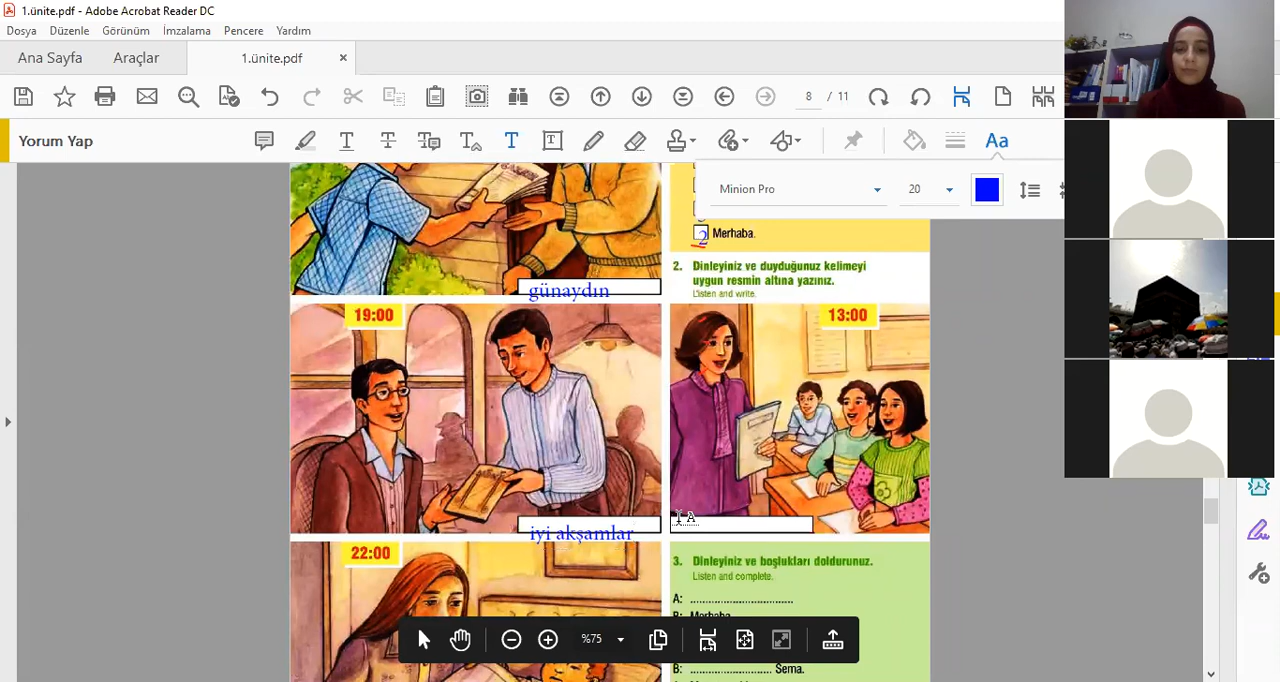 1.ünite.pdf - Adobe Acrobat Reader DC
Dosya Düzenle Görünüm İmzalama Pencere Yardım
Ana Sayfa Araçlar 1.ünite.pdf ×
8 / 11
Yorum Yap
Aa
Minion Pro 20
2 Merhaba.
günaydın
2. Dinleyiniz ve duyduğunuz kelimeyi
uygun resmin altına yazınız.
Listen and write.
19:00
13:00
iyi akşamlar
A
22:00
3. Dinleyiniz ve boşlukları doldurunuz.
Listen and complete.
A: ..................................
B: Merhaba
%75
B: .......................... Sema.